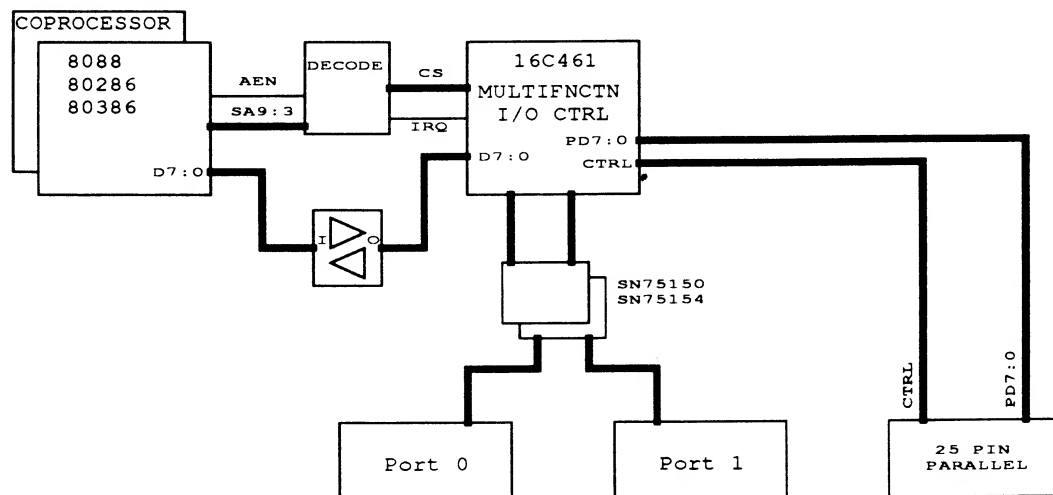 COPROCESSOR
8088
80286
80386
AEN
SA9:3
D7:0
DECODE
CS
IRQ
16C461
MULTIFNCTN
I/O CTRL
PD7:0
D7:0
CTRL
I
O
SN75150
SN75154
CTRL
PD7:0
Port 0
Port 1
25 PIN
PARALLEL